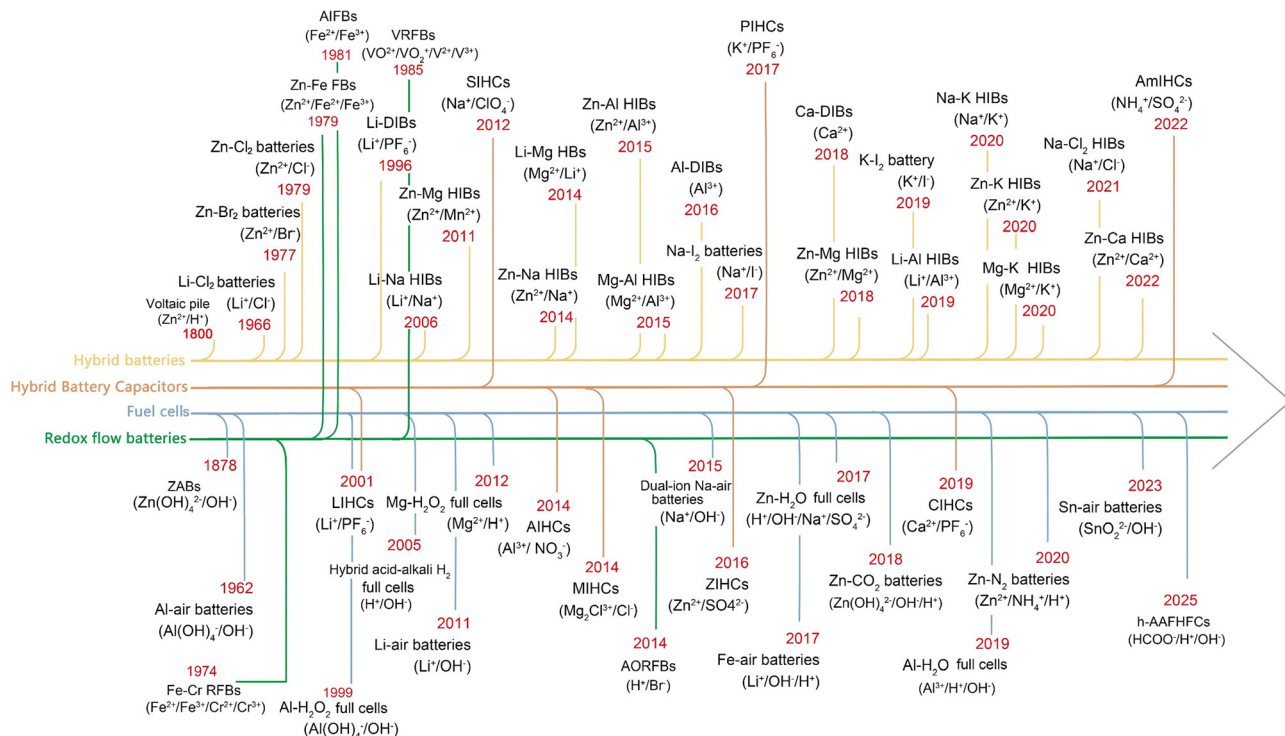 AIFBs
(Fe²⁺/Fe³⁺)
1981
Zn-Fe FBs
(Zn²⁺/Fe²⁺/Fe³⁺)
1979
Zn-Cl₂ batteries
(Zn²⁺/Cl⁻)
1979
Zn-Br₂ batteries
(Zn²⁺/Br⁻)
1977
Li-Cl₂ batteries
(Li⁺/Cl⁻)
1966
Voltaic pile
(Zn²⁺/H⁺)
1800
VRFBs
(VO²⁺/VO₂⁺/V²⁺/V³⁺)
1985
Li-DIBs
(Li⁺/PF₆⁻)
1996
Zn-Mg HIBs
(Zn²⁺/Mn²⁺)
2011
Li-Na HIBs
(Li⁺/Na⁺)
2006
SIHCs
(Na⁺/ClO₄⁻)
2012
Li-Mg HBs
(Mg²⁺/Li⁺)
2014
Zn-Na HIBs
(Zn²⁺/Na⁺)
2014
Zn-Al HIBs
(Zn²⁺/Al³⁺)
2015
Mg-Al HIBs
(Mg²⁺/Al³⁺)
2015
Al-DIBs
(Al³⁺)
2016
Na-I₂ batteries
(Na⁺/I⁻)
2017
PIHCs
(K⁺/PF₆⁻)
2017
Ca-DIBs
(Ca²⁺)
2018
Zn-Mg HIBs
(Zn²⁺/Mg²⁺)
2018
K-I₂ battery
(K⁺/I⁻)
2019
Li-Al HIBs
(Li⁺/Al³⁺)
2019
Na-K HIBs
(Na⁺/K⁺)
2020
Zn-K HIBs
(Zn²⁺/K⁺)
2020
Mg-K HIBs
(Mg²⁺/K⁺)
2020
Na-Cl₂ HIBs
(Na⁺/Cl⁻)
2021
Zn-Ca HIBs
(Zn²⁺/Ca²⁺)
2022
AmIHCs
(NH₄⁺/SO₄²⁻)
2022
Hybrid batteries
Hybrid Battery Capacitors
Fuel cells
Redox flow batteries
1878
ZABs
(Zn(OH)₄²⁻/OH⁻)
1962
Al-air batteries
(Al(OH)₄⁻/OH⁻)
1974
Fe-Cr RFBs
(Fe²⁺/Fe³⁺/Cr²⁺/Cr³⁺)
2001
LIHCs
(Li⁺/PF₆⁻)
1999
Al-H₂O₂ full cells
(Al(OH)₄⁻/OH⁻)
2012
Mg-H₂O₂ full cells
(Mg²⁺/H⁺)
2005
Hybrid acid-alkali H₂
full cells
(H⁺/OH⁻)
2011
Li-air batteries
(Li⁺/OH⁻)
2014
AIHCs
(Al³⁺/ NO₃⁻)
2014
MIHCs
(Mg₂Cl³⁺/Cl⁻)
2014
AORFBs
(H⁺/Br⁻)
2015
Dual-ion Na-air
batteries
(Na⁺/OH⁻)
2016
ZIHCs
(Zn²⁺/SO4²⁻)
2017
Zn-H₂O full cells
(H⁺/OH⁻/Na⁺/SO₄²⁻)
2017
Fe-air batteries
(Li⁺/OH⁻/H⁺)
2018
Zn-CO₂ batteries
(Zn(OH)₄²⁻/OH⁻/H⁺)
2019
CIHCs
(Ca²⁺/PF₆⁻)
2020
Zn-N₂ batteries
(Zn²⁺/NH₄⁺/H⁺)
2019
Al-H₂O full cells
(Al³⁺/H⁺/OH⁻)
2023
Sn-air batteries
(SnO₂²⁻/OH⁻)
2025
h-AAFHFCs
(HCOO⁻/H⁺/OH⁻)